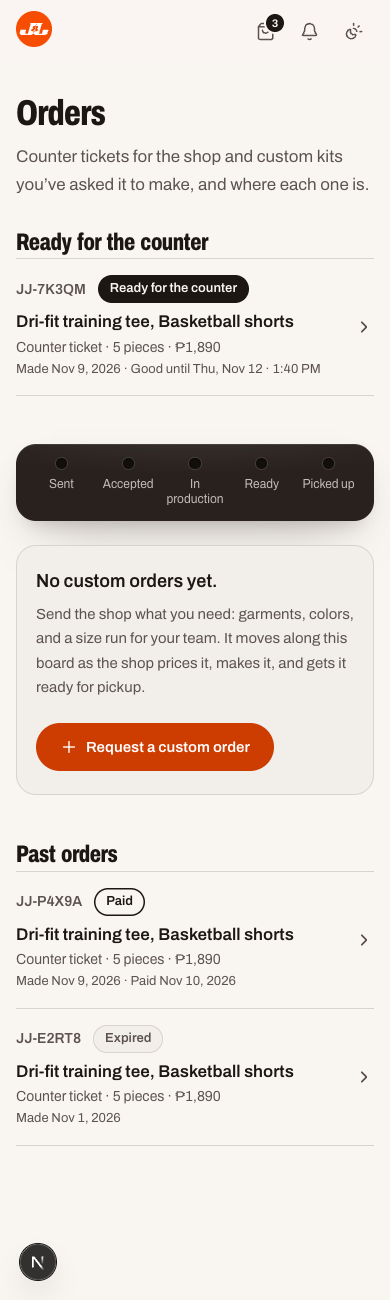 JJ
3
Orders
Counter tickets for the shop and custom kits
you’ve asked it to make, and where each one is.
Ready for the counter
JJ-7K3QM Ready for the counter
Dri-fit training tee, Basketball shorts
Counter ticket · 5 pieces · ₱1,890
Made Nov 9, 2026 · Good until Thu, Nov 12 · 1:40 PM
Sent Accepted In production Ready Picked up
No custom orders yet.
Send the shop what you need: garments, colors,
and a size run for your team. It moves along this
board as the shop prices it, makes it, and gets it
ready for pickup.
Request a custom order
Past orders
JJ-P4X9A Paid
Dri-fit training tee, Basketball shorts
Counter ticket · 5 pieces · ₱1,890
Made Nov 9, 2026 · Paid Nov 10, 2026
JJ-E2RT8 Expired
Dri-fit training tee, Basketball shorts
Counter ticket · 5 pieces · ₱1,890
Made Nov 1, 2026
N